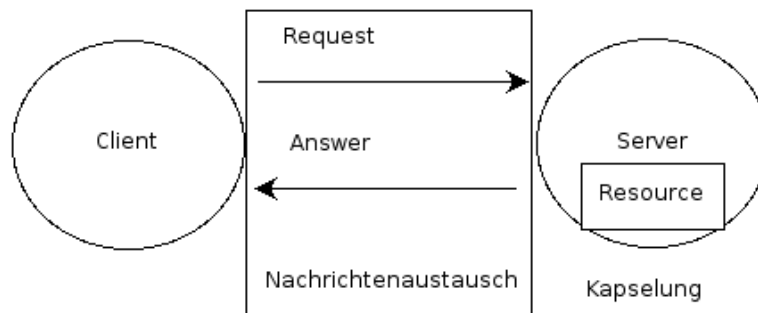 Request
Client
Answer
Server
Resource
Nachrichtenaustausch
Kapselung